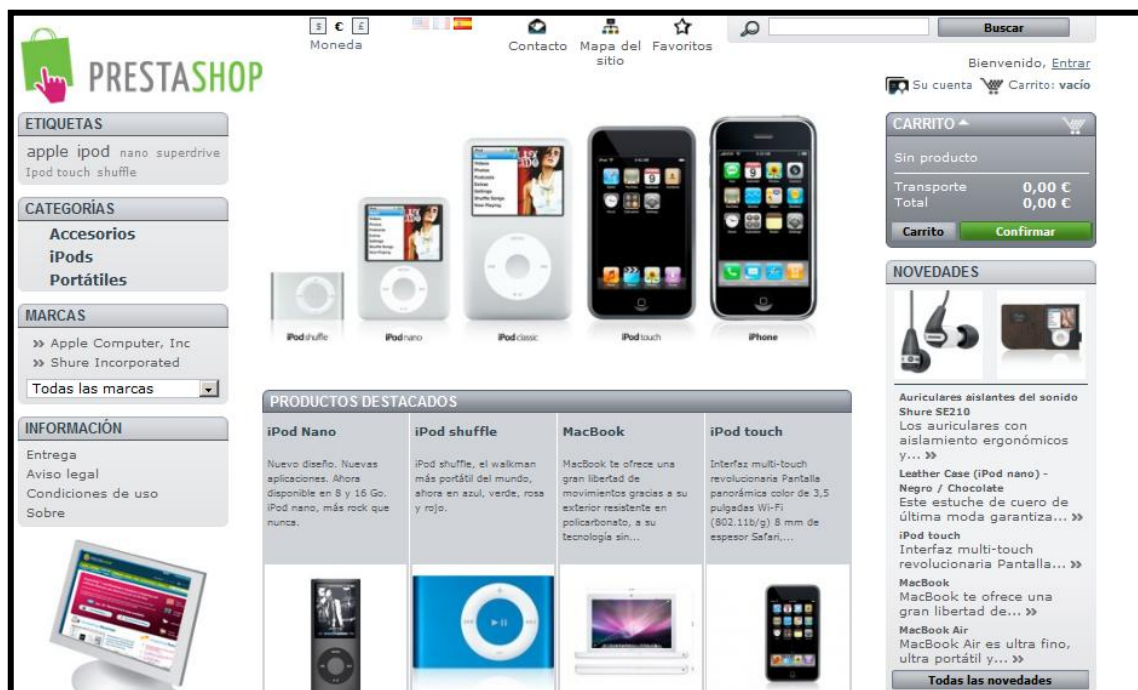 $ € £
Moneda
Contacto
Mapa del
sitio
Favoritos
Buscar
PRESTASHOP
Bienvenido, Entrar
Su cuenta Carrito: vacío
ETIQUETAS
apple ipod nano superdrive
Ipod touch shuffle
CATEGORÍAS
Accesorios
iPods
Portátiles
MARCAS
» Apple Computer, Inc
» Shure Incorporated
Todas las marcas
INFORMACIÓN
Entrega
Aviso legal
Condiciones de uso
Sobre
iPod shuffle
iPod nano
iPod classic
iPod touch
iPhone
PRODUCTOS DESTACADOS
iPod Nano
Nuevo diseño. Nuevas
aplicaciones. Ahora
disponible en 8 y 16 Go.
iPod nano, más rock que
nunca.
iPod shuffle
iPod shuffle, el walkman
más portátil del mundo,
ahora en azul, verde, rosa
y rojo.
MacBook
MacBook te ofrece una
gran libertad de
movimientos gracias a su
exterior resistente en
policarbonato, a su
tecnología sin...
iPod touch
Interfaz multi-touch
revolucionaria Pantalla
panorámica color de 3,5
pulgadas Wi-Fi
(802.11b/g) 8 mm de
espesor Safari,...
CARRITO
Sin producto
Transporte 0,00 €
Total 0,00 €
Carrito Confirmar
NOVEDADES
Auriculares aislantes del sonido
Shure SE210
Los auriculares con
aislamiento ergonómicos
y... »
Leather Case (iPod nano) -
Negro / Chocolate
Este estuche de cuero de
última moda garantiza... »
iPod touch
Interfaz multi-touch
revolucionaria Pantalla... »
MacBook
MacBook te ofrece una
gran libertad de... »
MacBook Air
MacBook Air es ultra fino,
ultra portátil y... »
Todas las novedades